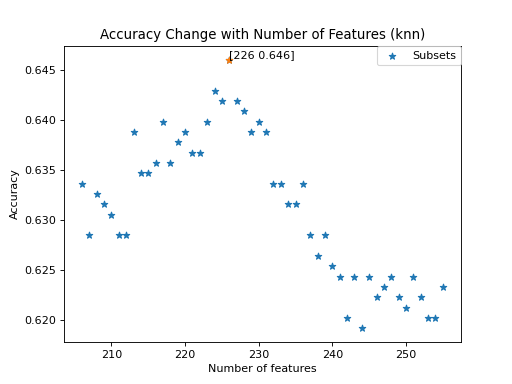 Accuracy Change with Number of Features (knn)
[226 0.646]
Subsets
0.645
0.640
0.635
0.630
0.625
0.620
Accuracy
210 220 230 240 250
Number of features